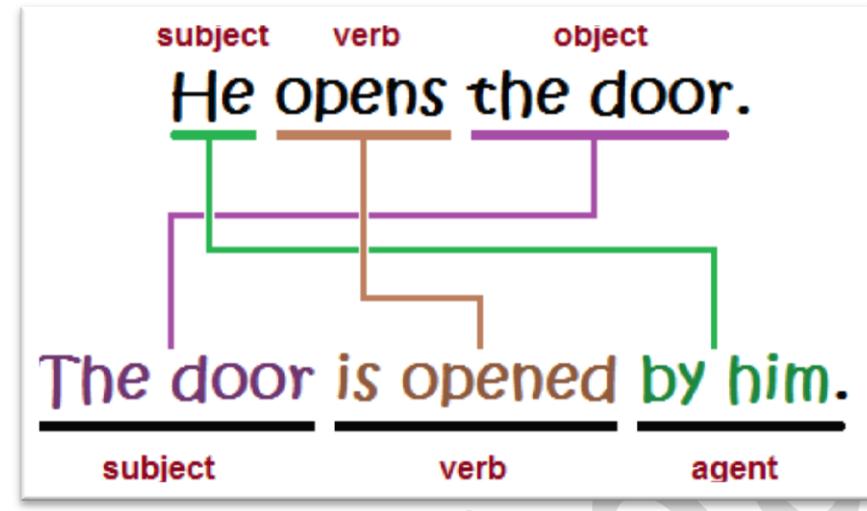 subject verb object
He opens the door.
The door is opened by him.
subject verb agent